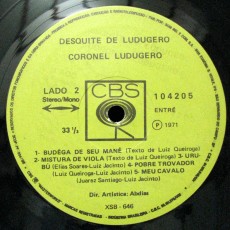 DESQUITE DE LUDUGERO
CORONEL LUDUGERO
LADO 2
Stereo/Mono
CBS
104205
ENTRÉ
33 1/3
Ⓟ 1971
1- BUDÉGA DE SEU MANÉ (Texto de Luiz Queiroga)
2- MISTURA DE VIOLA (Texto de Luiz Queiroga) 3- URU-
BÚ (Elias Soares-Luiz Jacinto) 4- POBRE TROVADOR
(Luiz Queiroga-Luiz Jacinto) 5- MEU CAVALO
(Juarez Santiago-Luiz Jacinto)
Dir. Artística: Abdias
XSB - 646